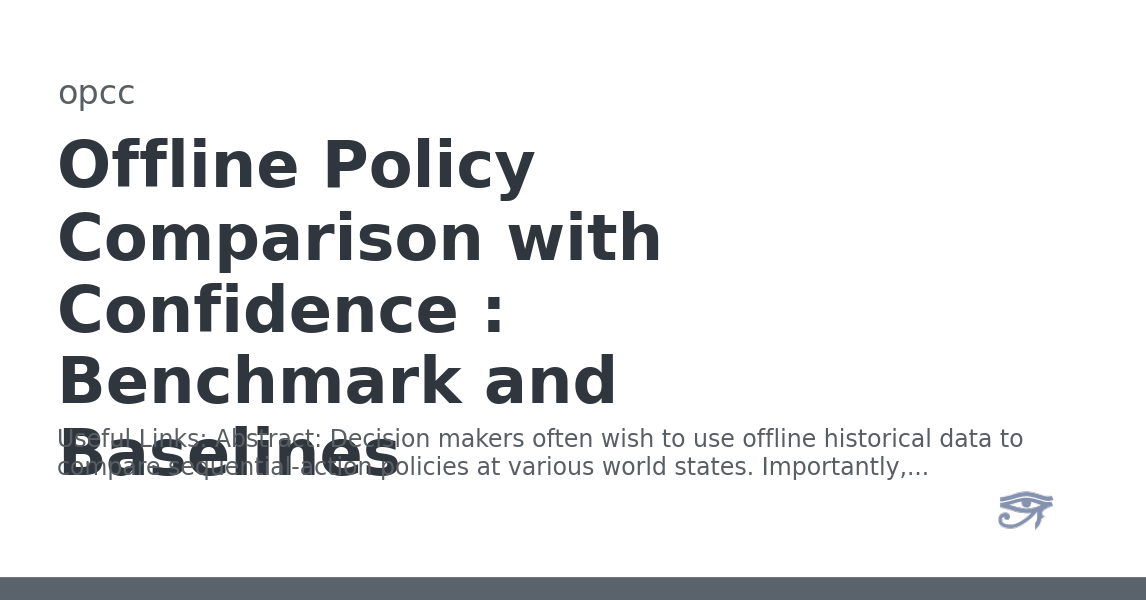 opcc
Offline Policy
Comparison with
Confidence :
Benchmark and
Baselines
Useful Links: Abstract: Decision makers often wish to use offline historical data to
compare sequential-action policies at various world states. Importantly,...